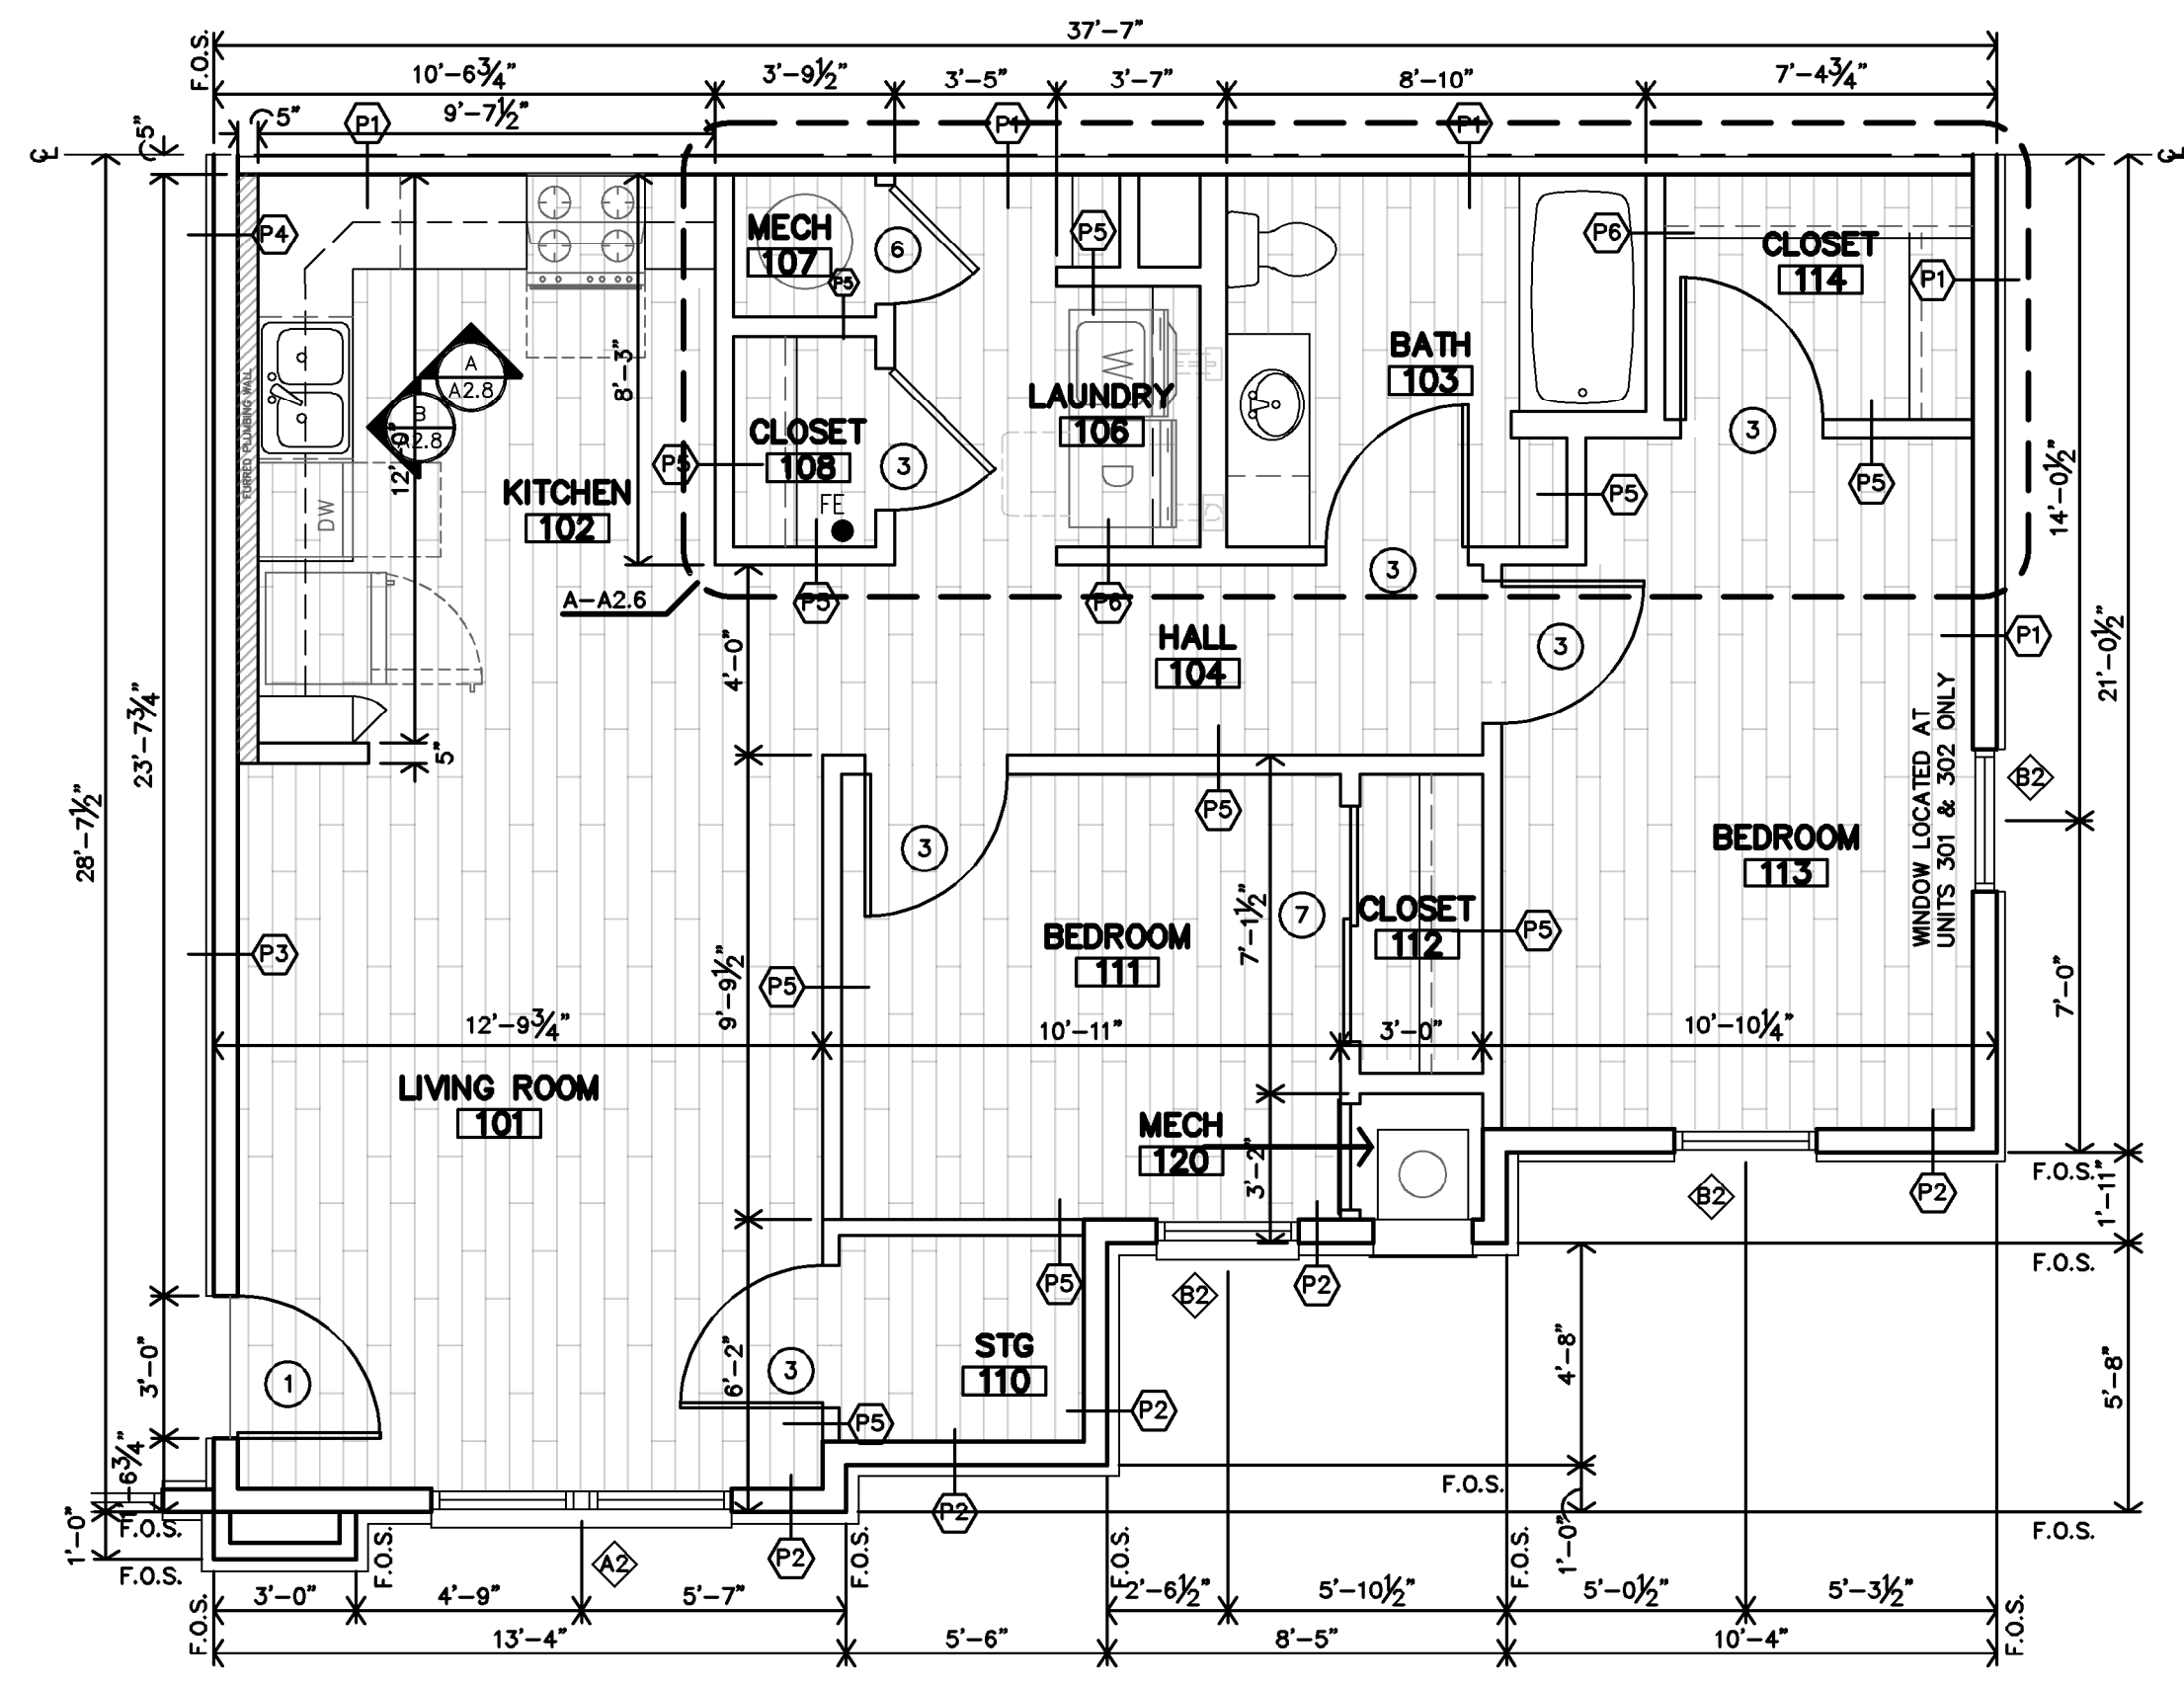 37'-7"
F.O.S.
10'-6¾"
3'-9½"
3'-5"
3'-7"
8'-10"
7'-4¾"
5"
5"
9'-7½"
P1
P1
P1
℄
℄
P4
MECH
107
6
P5
P5
P6
CLOSET
114
P1
FURRED PLUMBING WALL
A
A2.8
B
A2.8
8'-3"
12'-0"
W
LAUNDRY
106
BATH
103
3
CLOSET
108
3
P5
D
P5
P5
14'-0½"
KITCHEN
102
FE
DW
3
A-A2.6
P5
P6
HALL
104
3
P1
4'-0"
21'-0½"
23'-7¾"
5"
28'-7½"
WINDOW LOCATED AT
UNITS 301 & 302 ONLY
B2
P5
3
BEDROOM
113
7'-1½"
7
CLOSET
112
P5
BEDROOM
111
P3
P5
9'-9½"
7'-0"
12'-9¾"
10'-11"
3'-0"
10'-10¼"
LIVING ROOM
101
MECH
120
3'-2"
F.O.S.
1'-11"
B2
P2
F.O.S.
P5
B2
P2
STG
110
3'-0"
1
6'-2"
3
4'-8"
5'-8"
P5
P2
1'-6¾"
F.O.S.
P2
1'-0"
F.O.S.
F.O.S.
F.O.S.
1'-0"
P2
A2
F.O.S.
F.O.S.
F.O.S.
F.O.S.
3'-0"
4'-9"
5'-7"
2'-6½"
5'-10½"
5'-0½"
5'-3½"
F.O.S.
F.O.S.
13'-4"
5'-6"
8'-5"
10'-4"